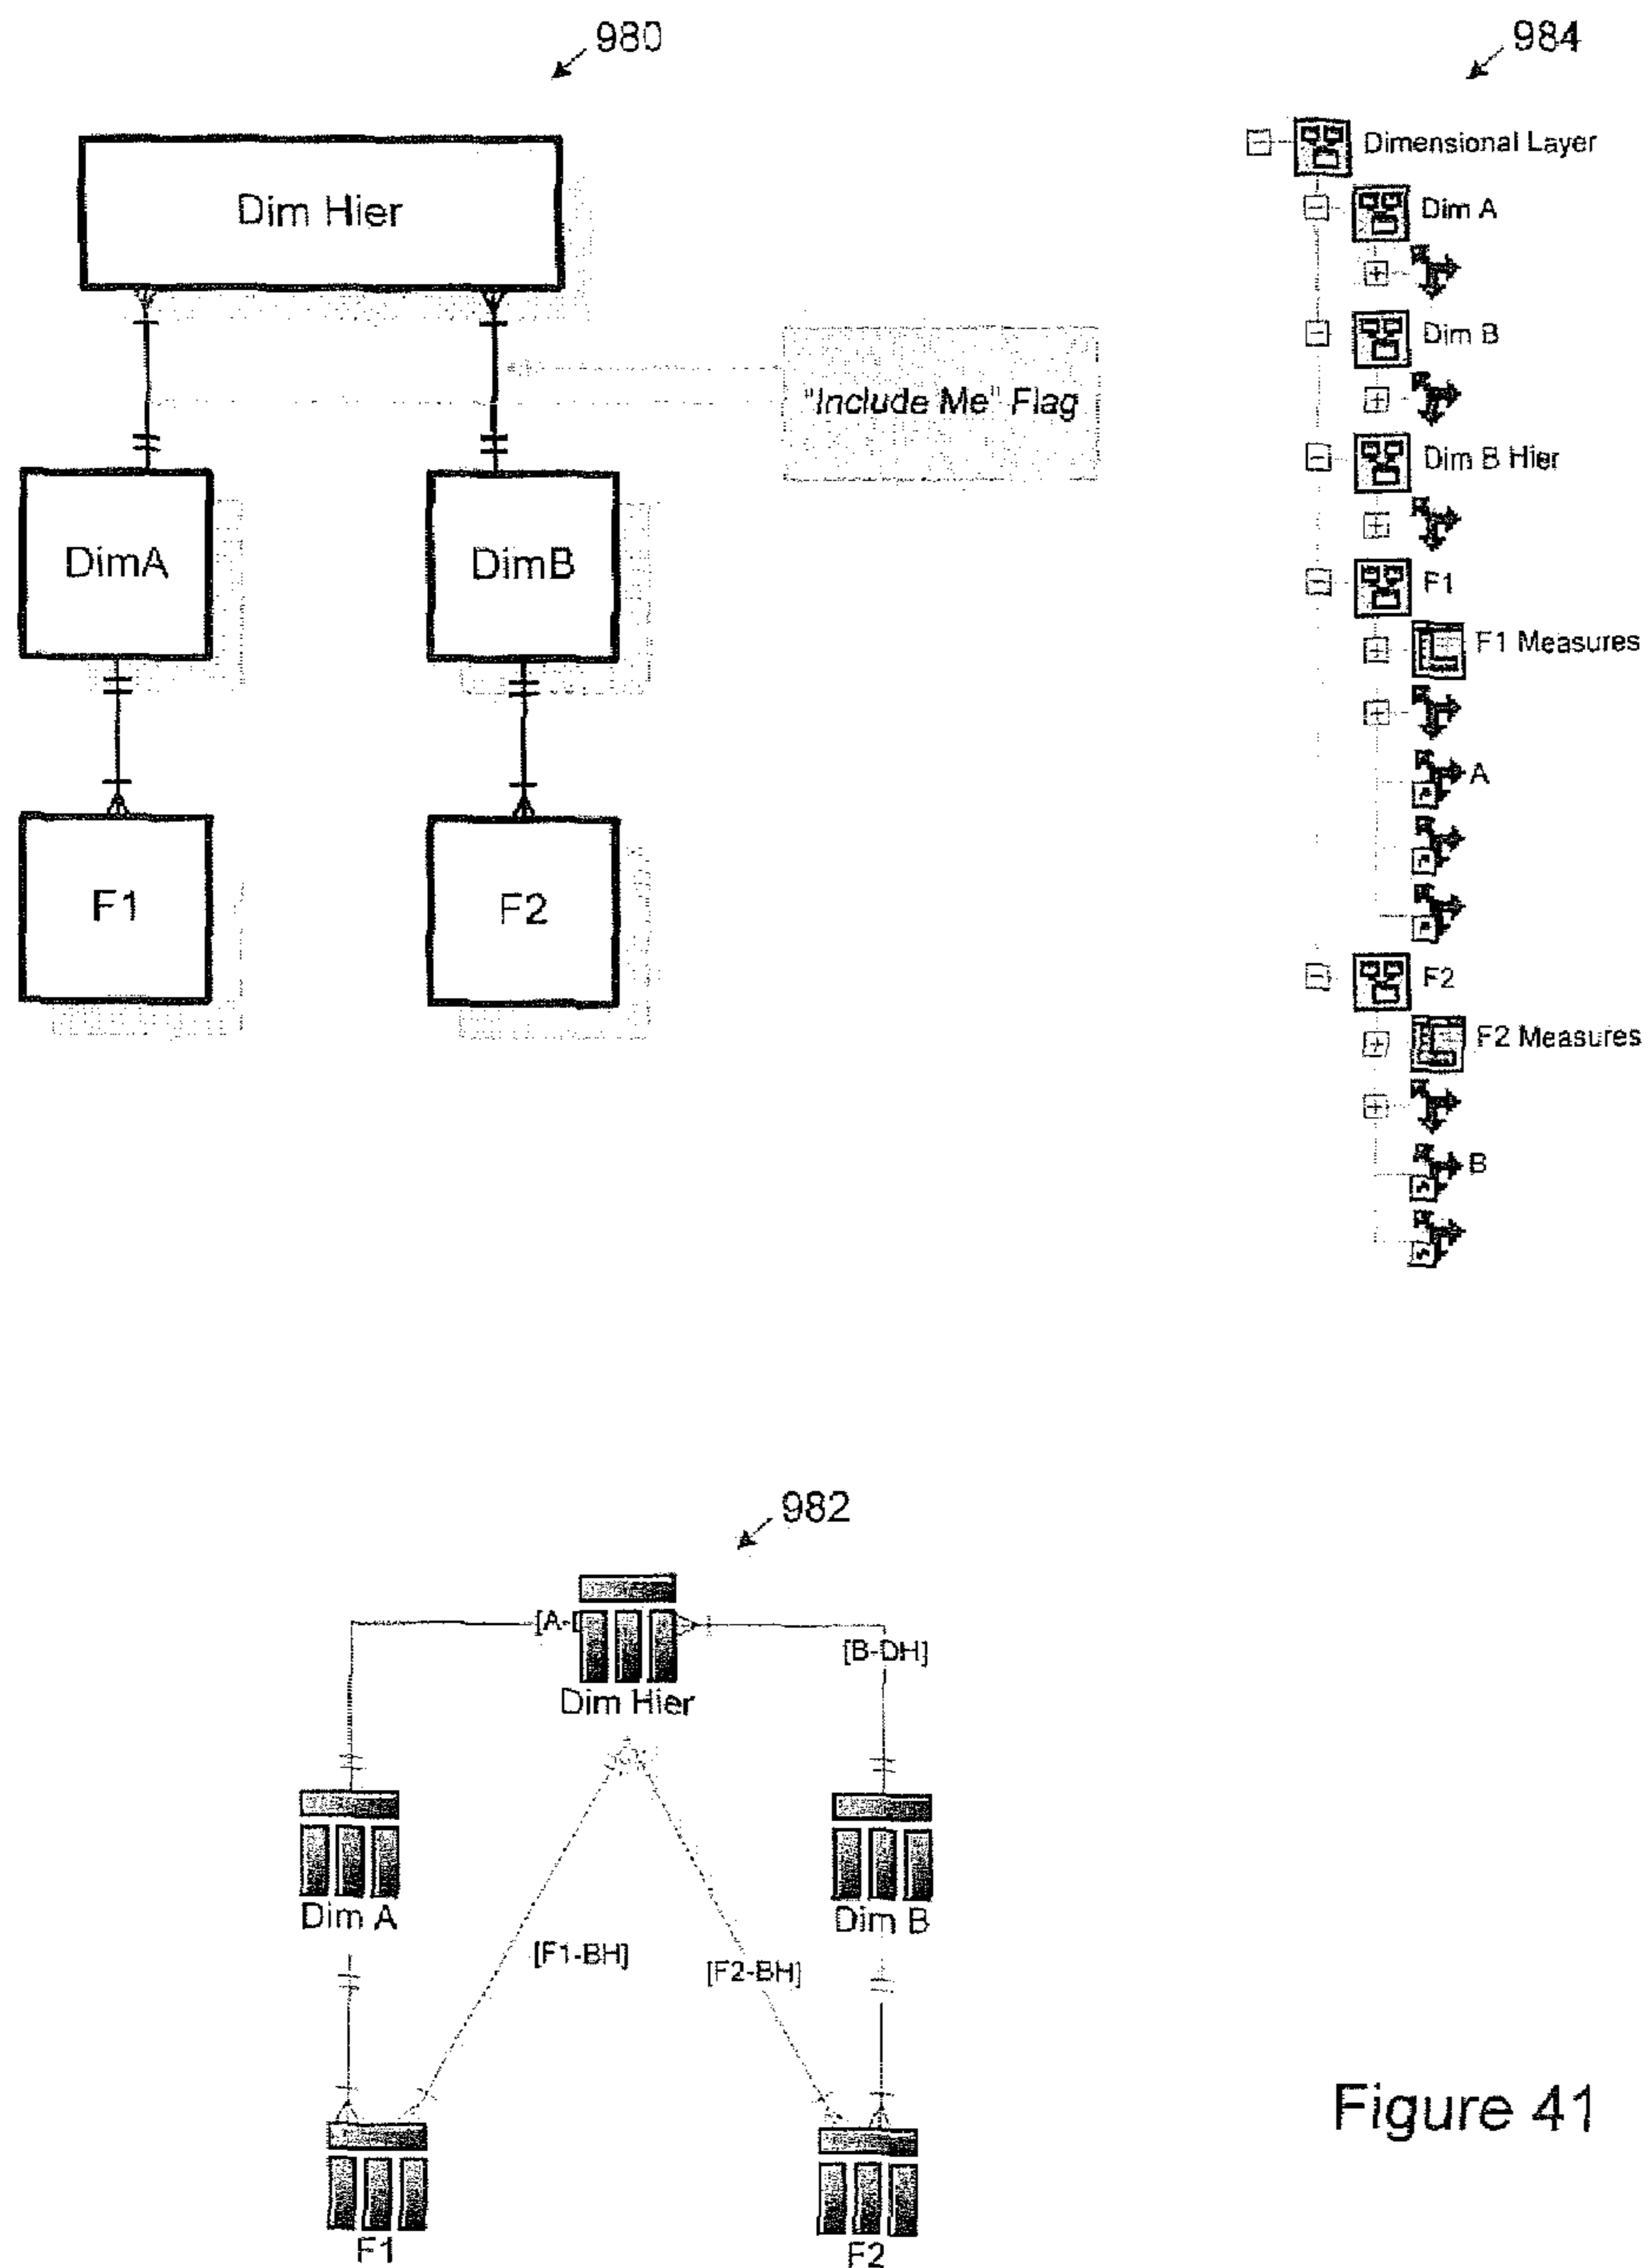 980
Dim Hier
"Include Me" Flag
DimA
DimB
F1
F2
984
Dimensional Layer
Dim A
Dim B
Dim B Hier
F1
F1 Measures
A
F2
F2 Measures
B
982
[A-
[B-DH]
Dim Hier
Dim A
Dim B
[F1-BH]
[F2-BH]
F1
F2
Figure 41